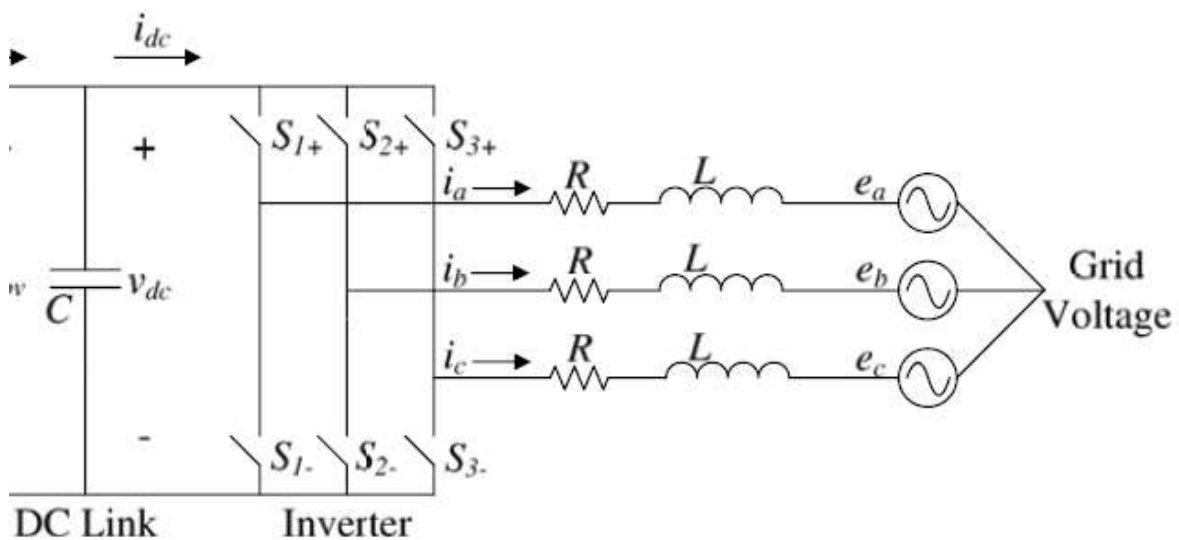 i_dc
+
S_1+ S_2+ S_3+
i_a R L e_a
i_b R L e_b
Grid
Voltage
C v_dc
i_c R L e_c
-
S_1- S_2- S_3-
DC Link Inverter